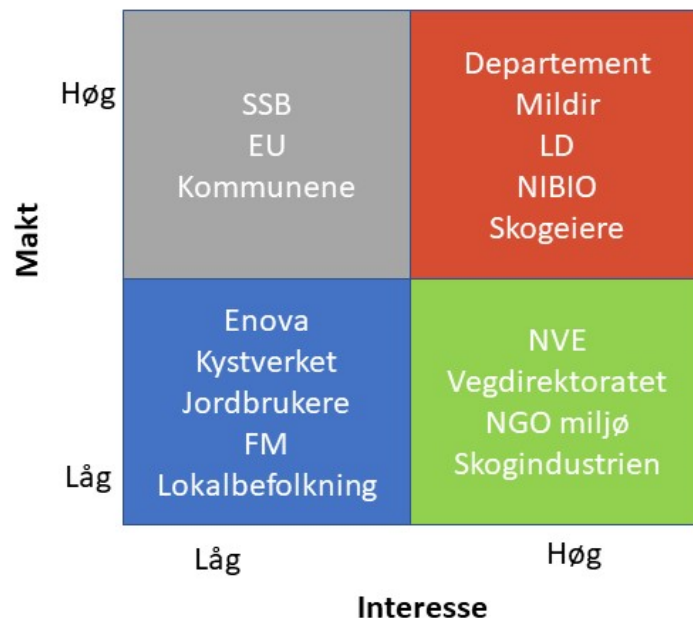 Høg
Makt
Låg
SSB
EU
Kommunene
Departement
Mildir
LD
NIBIO
Skogeiere
Enova
Kystverket
Jordbrukere
FM
Lokalbefolkning
NVE
Vegdirektoratet
NGO miljø
Skogindustrien
Låg
Høg
Interesse